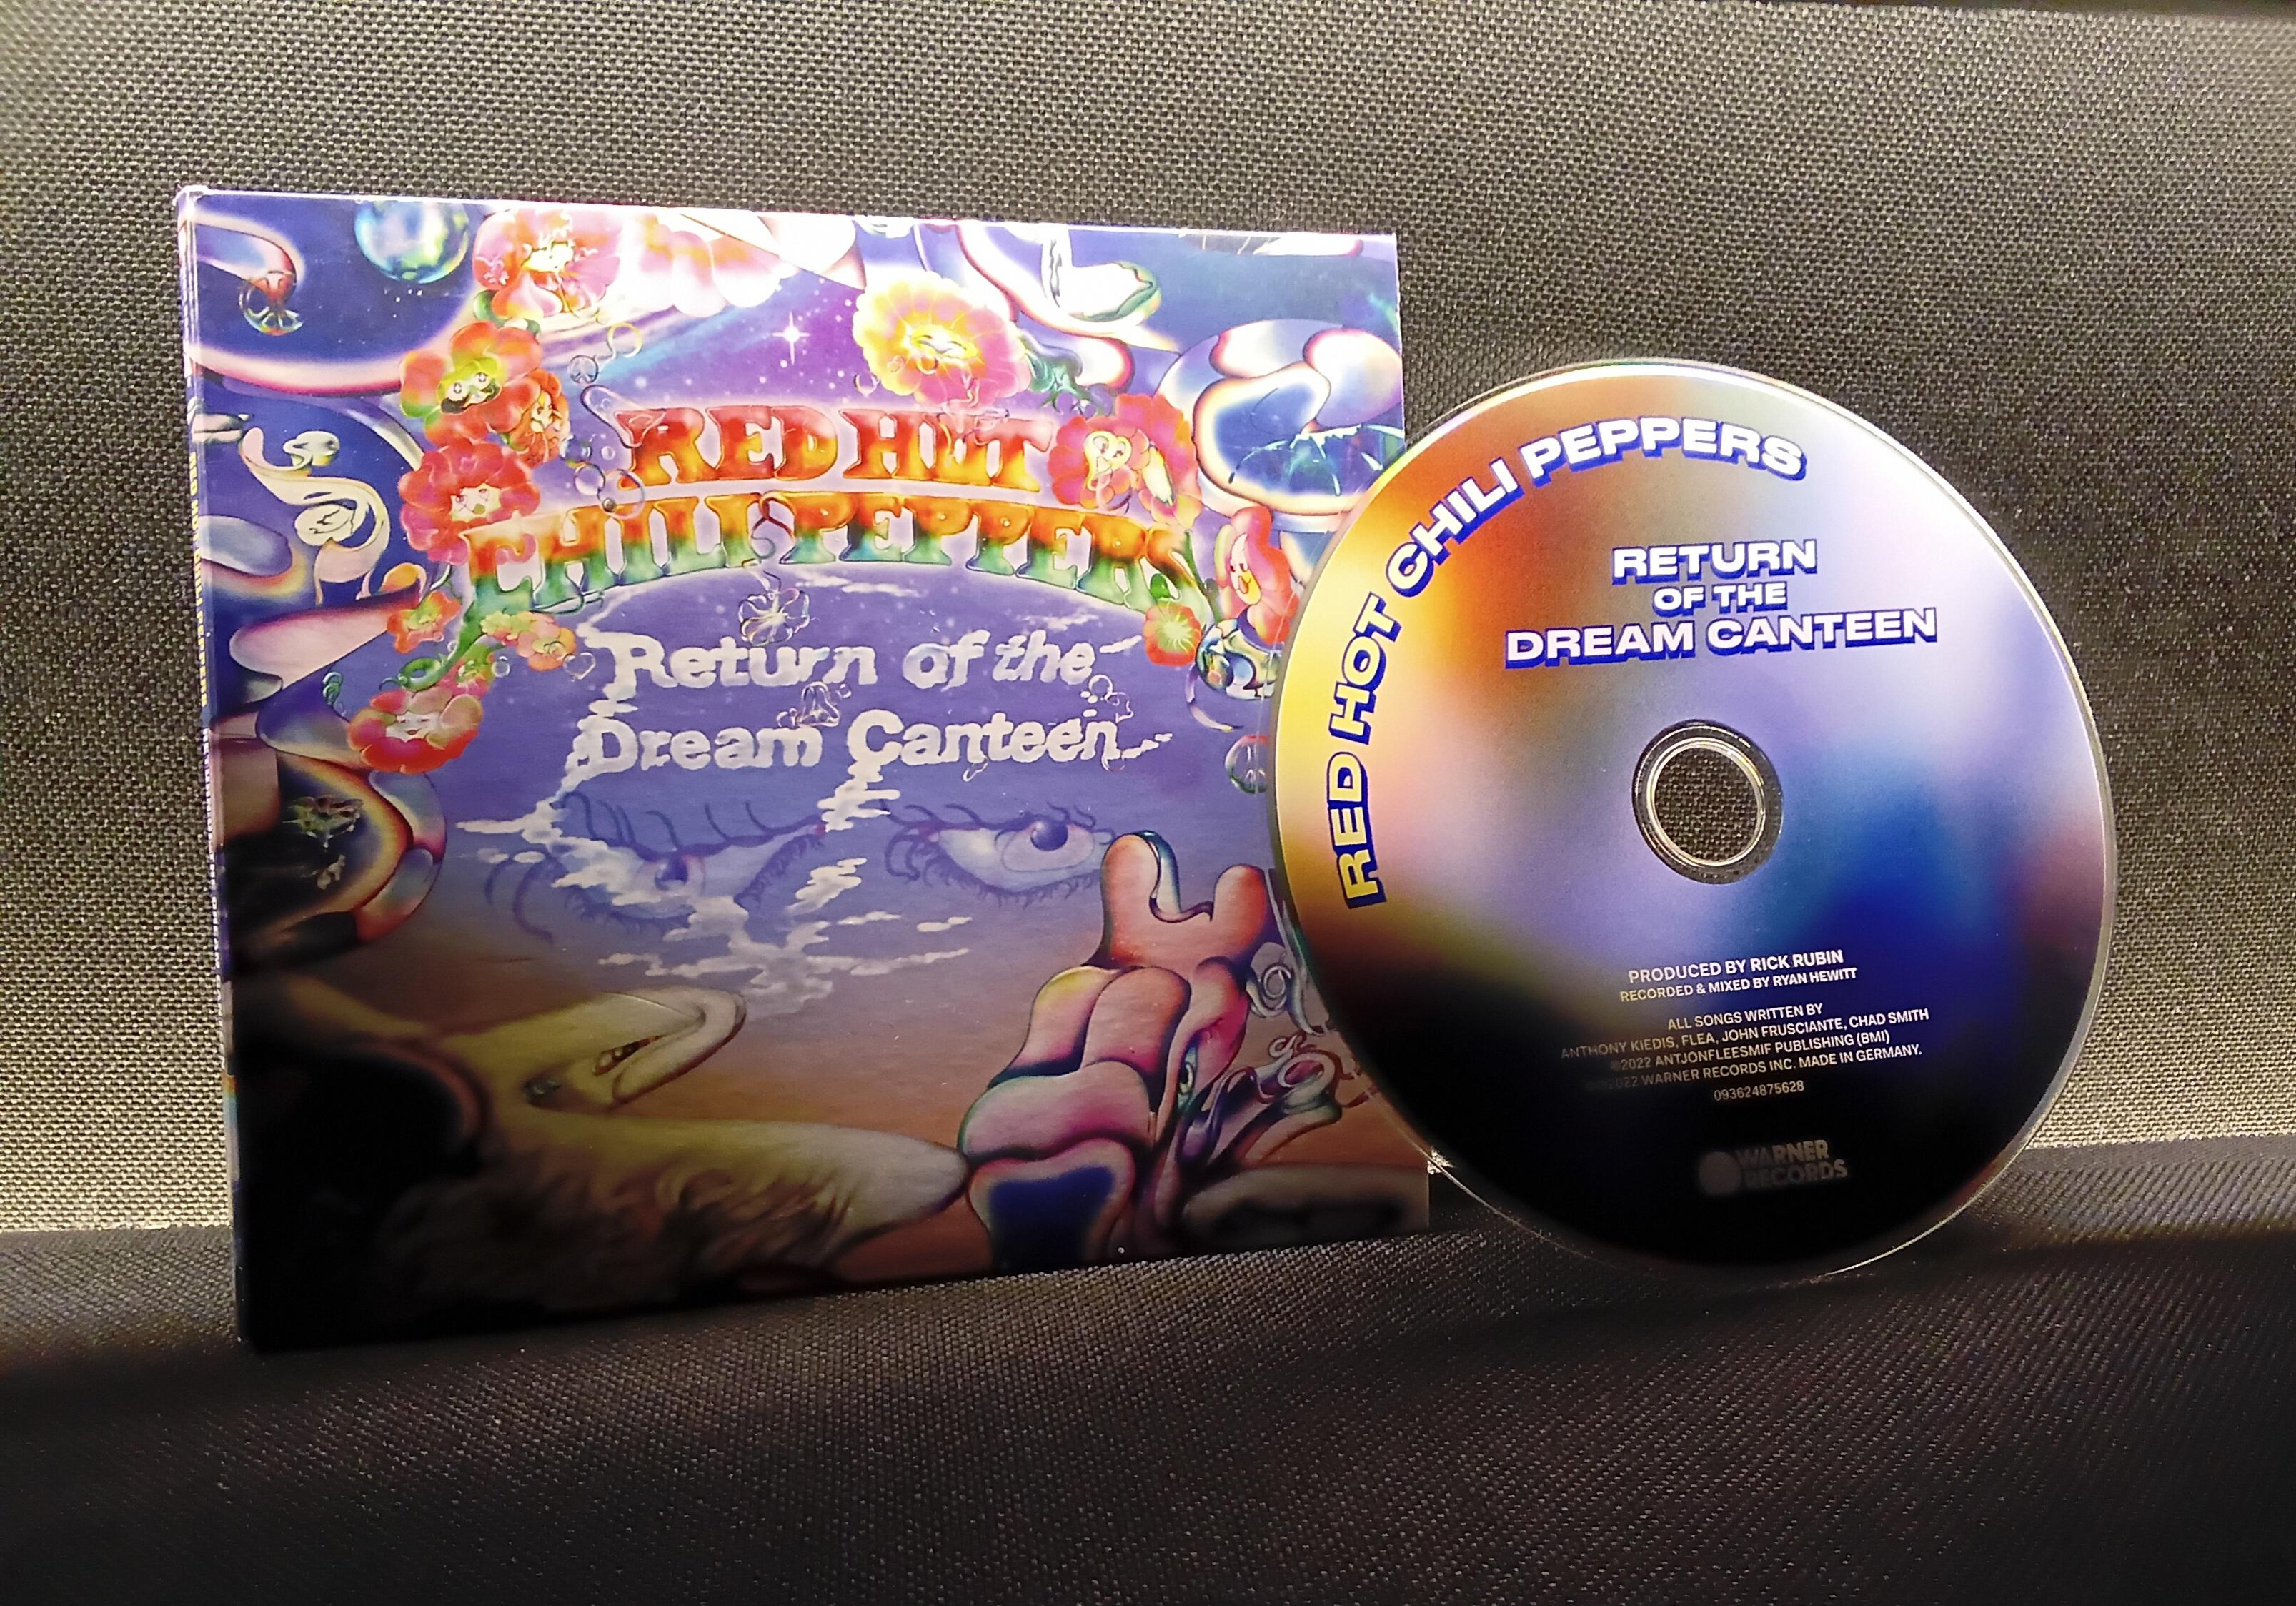 RED HOT
CHILI PEPPERS
Return of the
Dream Canteen
RED HOT CHILI PEPPERS
RETURN
OF THE
DREAM CANTEEN
PRODUCED BY RICK RUBIN
RECORDED & MIXED BY RYAN HEWITT
ALL SONGS WRITTEN BY
ANTHONY KIEDIS, FLEA, JOHN FRUSCIANTE, CHAD SMITH
©2022 ANTJONFLEESMIF PUBLISHING (BMI)
2022 WARNER RECORDS INC. MADE IN GERMANY.
093624875628
WARNER
RECORDS